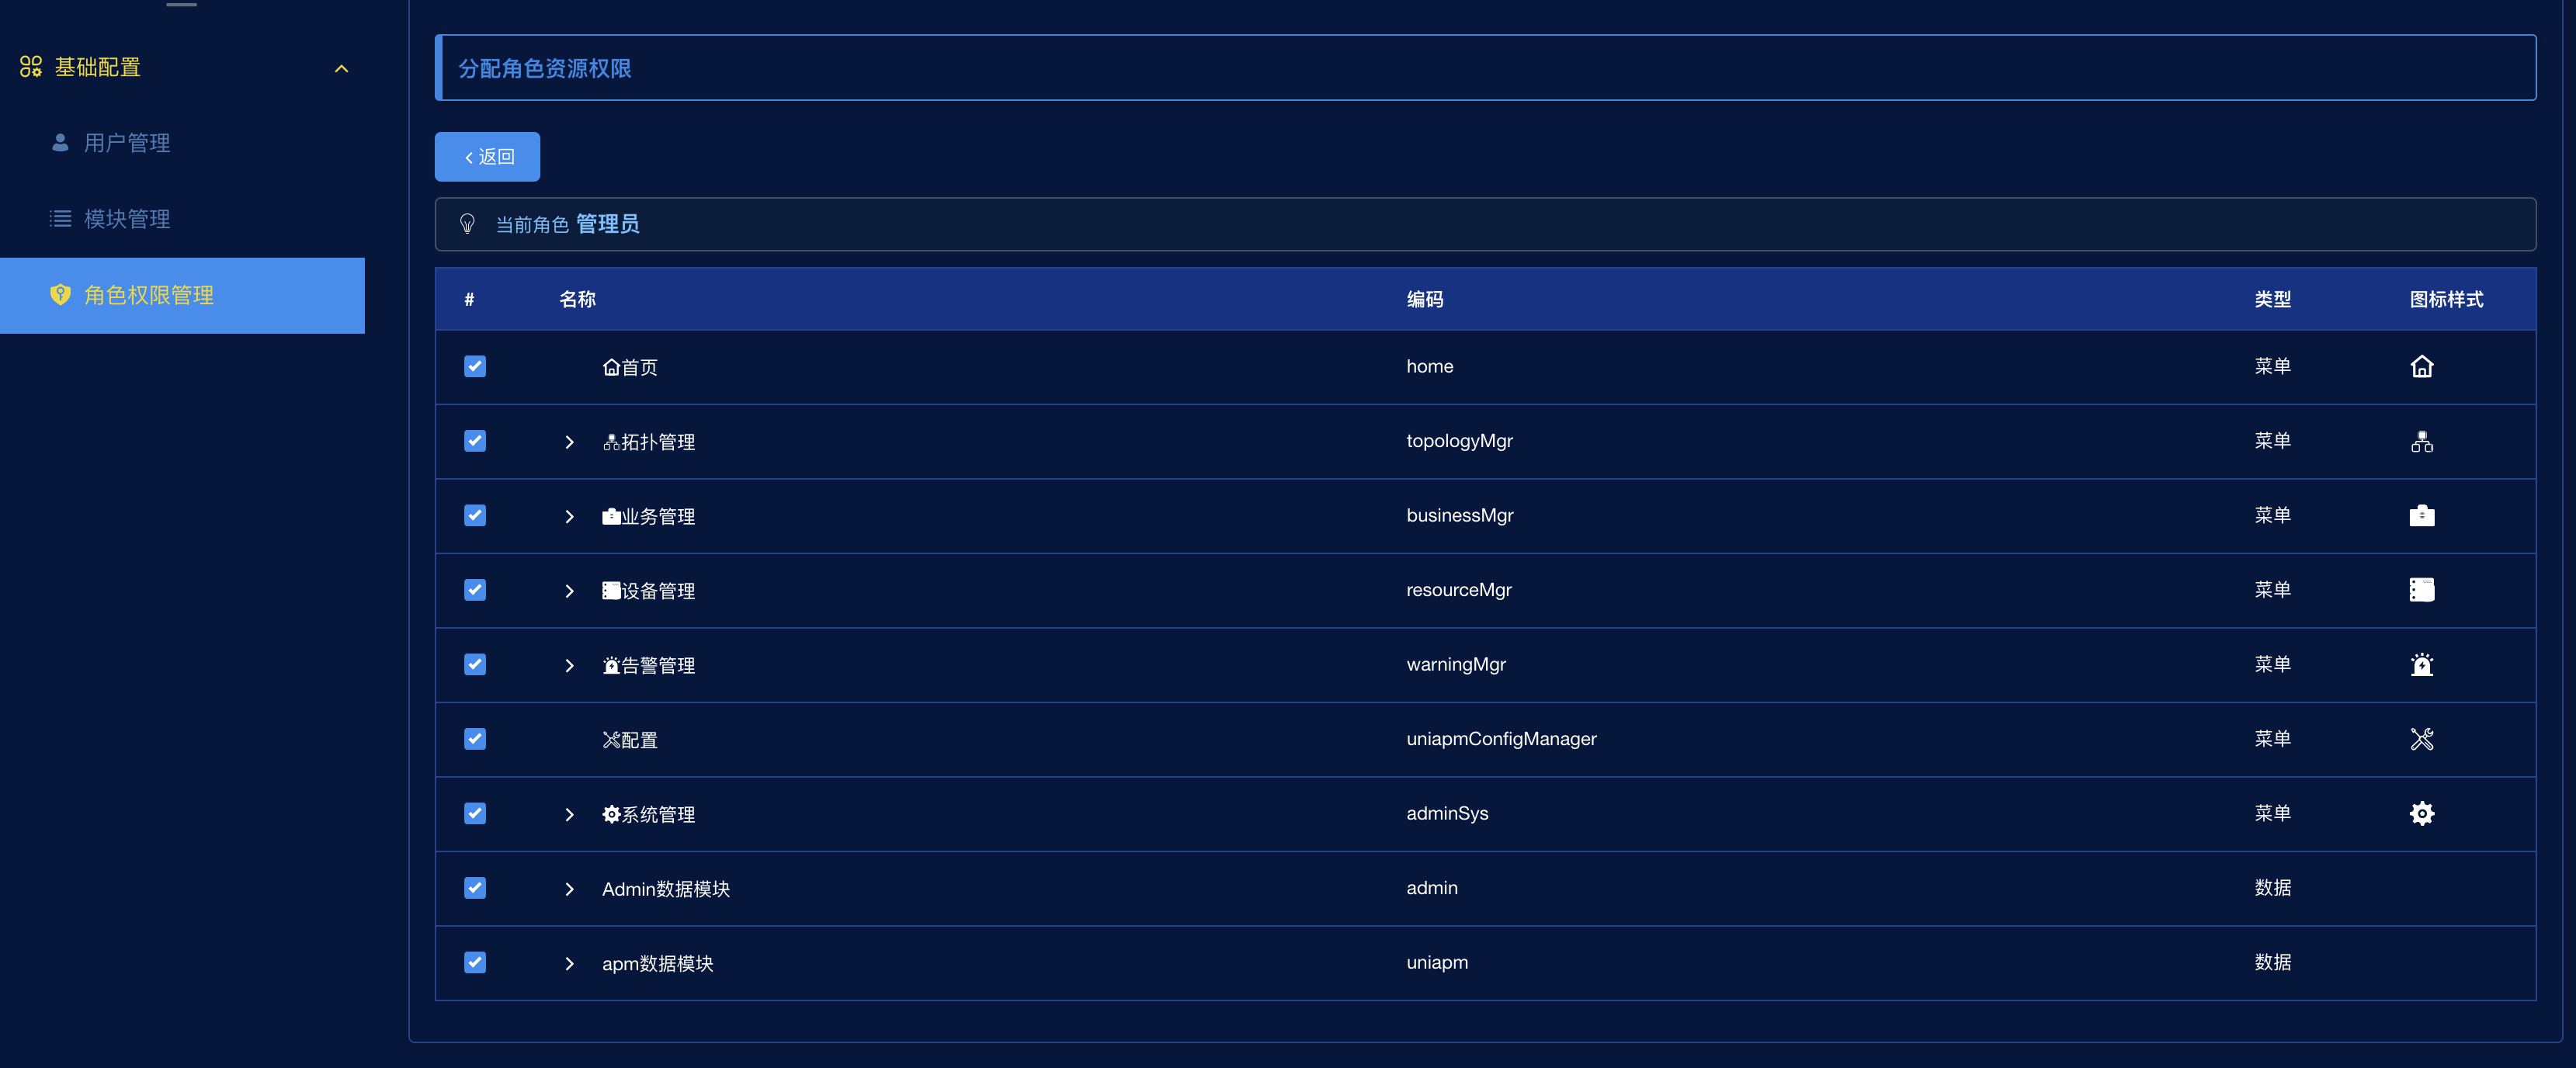 基础配置
用户管理
模块管理
角色权限管理
分配角色资源权限
返回
当前角色 管理员
# 名称 编码 类型 图标样式
首页 home 菜单
拓扑管理 topologyMgr 菜单
业务管理 businessMgr 菜单
设备管理 resourceMgr 菜单
告警管理 warningMgr 菜单
配置 uniapmConfigManager 菜单
系统管理 adminSys 菜单
Admin数据模块 admin 数据
apm数据模块 uniapm 数据